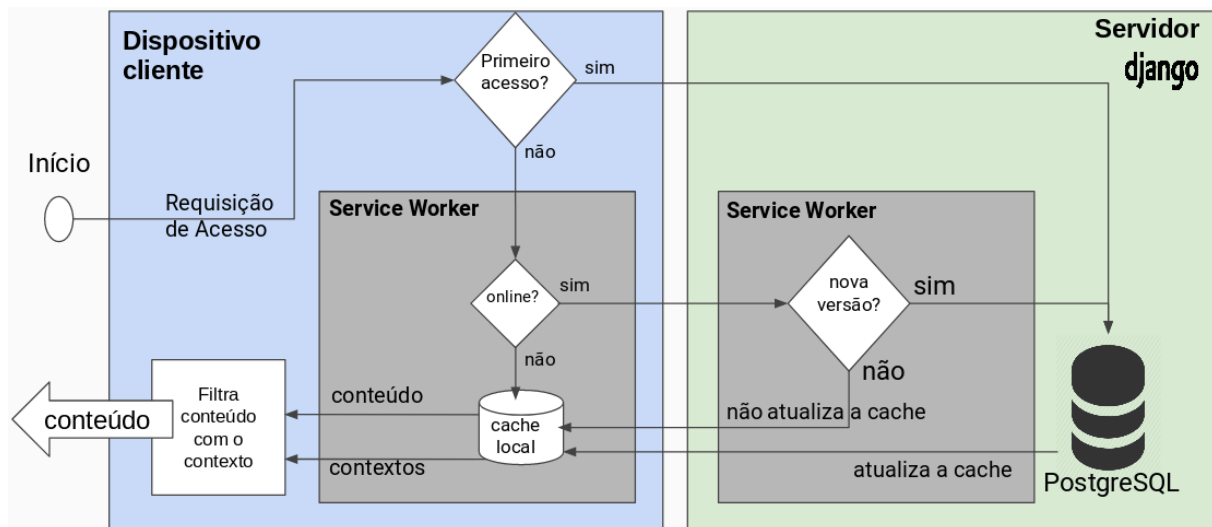 Dispositivo
cliente
Primeiro
acesso?
sim
Servidor
django
não
Início
Requisição
de Acesso
Service Worker
Service Worker
online?
sim
nova
versão?
sim
não
não
Filtra
conteúdo
com o
contexto
conteúdo
conteúdo
cache
local
não atualiza a cache
contextos
atualiza a cache
PostgreSQL